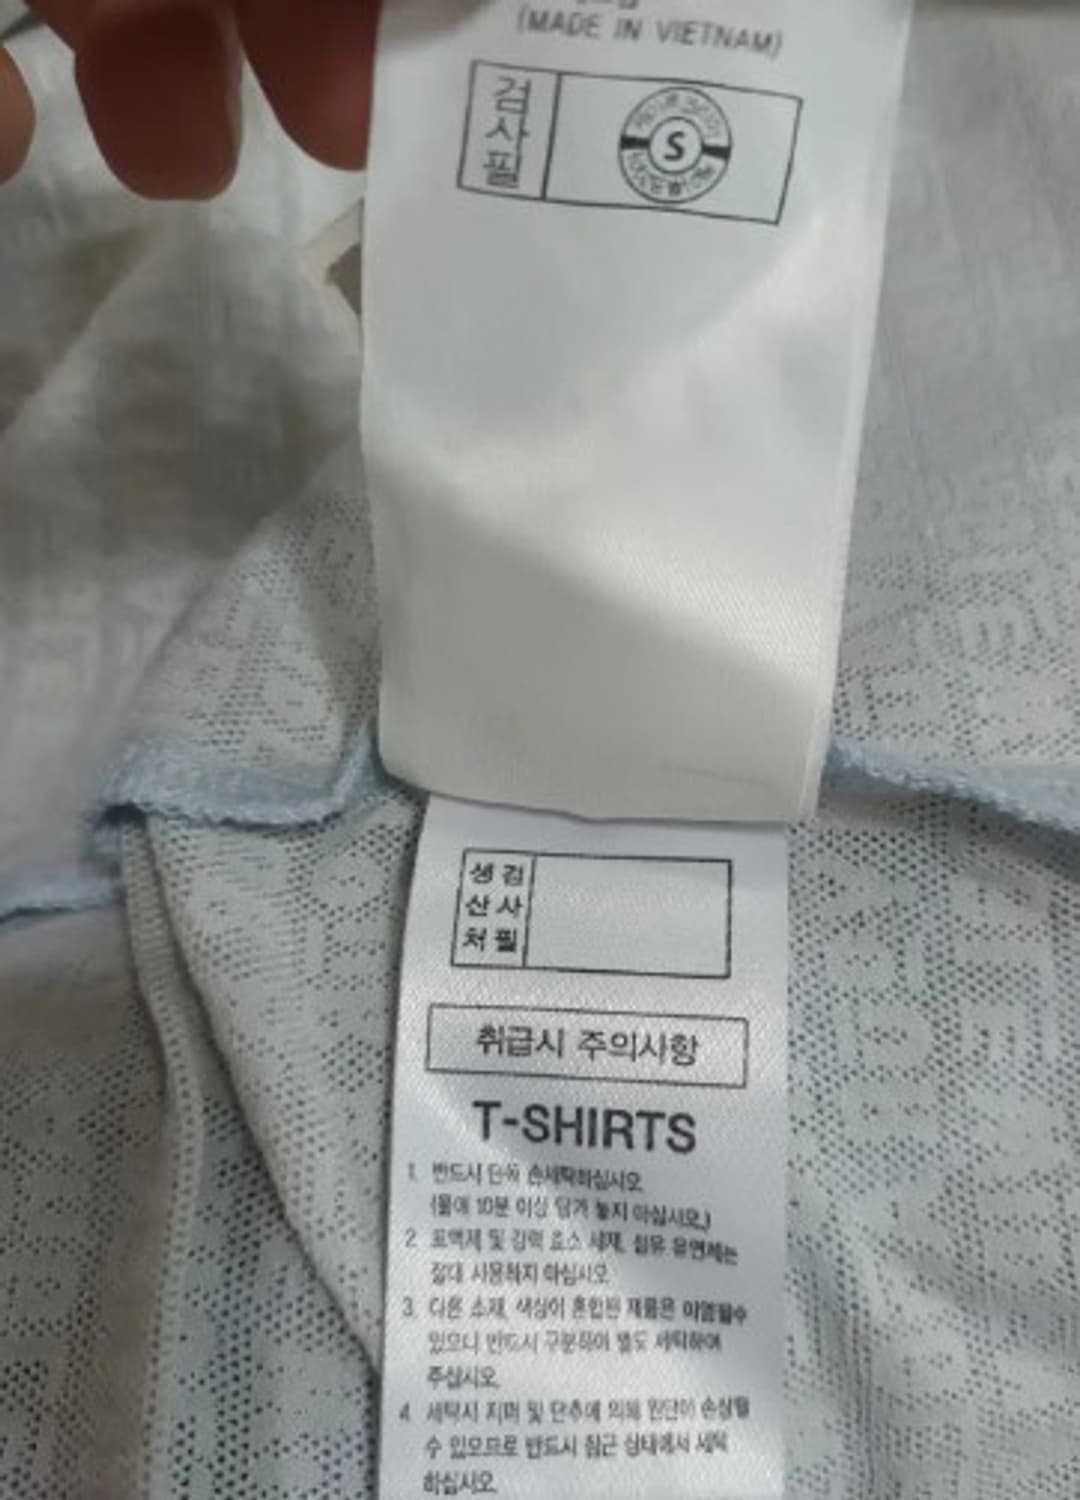 (MADE IN VIETNAM)
검사필
S
생산처 검사필
취급시 주의사항
T-SHIRTS
1. 반드시 단독 손세탁하십시오.
(물에 10분 이상 담가 놓지 마십시오.)
2. 표백제 및 강력 효소 세제, 섬유 유연제는
절대 사용하지 마십시오.
3. 다른 소재, 색상이 혼합된 제품은 이염될수
있으니 반드시 구분하여 별도 세탁하여
주십시오.
4. 세탁시 지퍼 및 단추에 의해 원단이 손상될
수 있으므로 반드시 잠근 상태에서 세탁
하십시오.